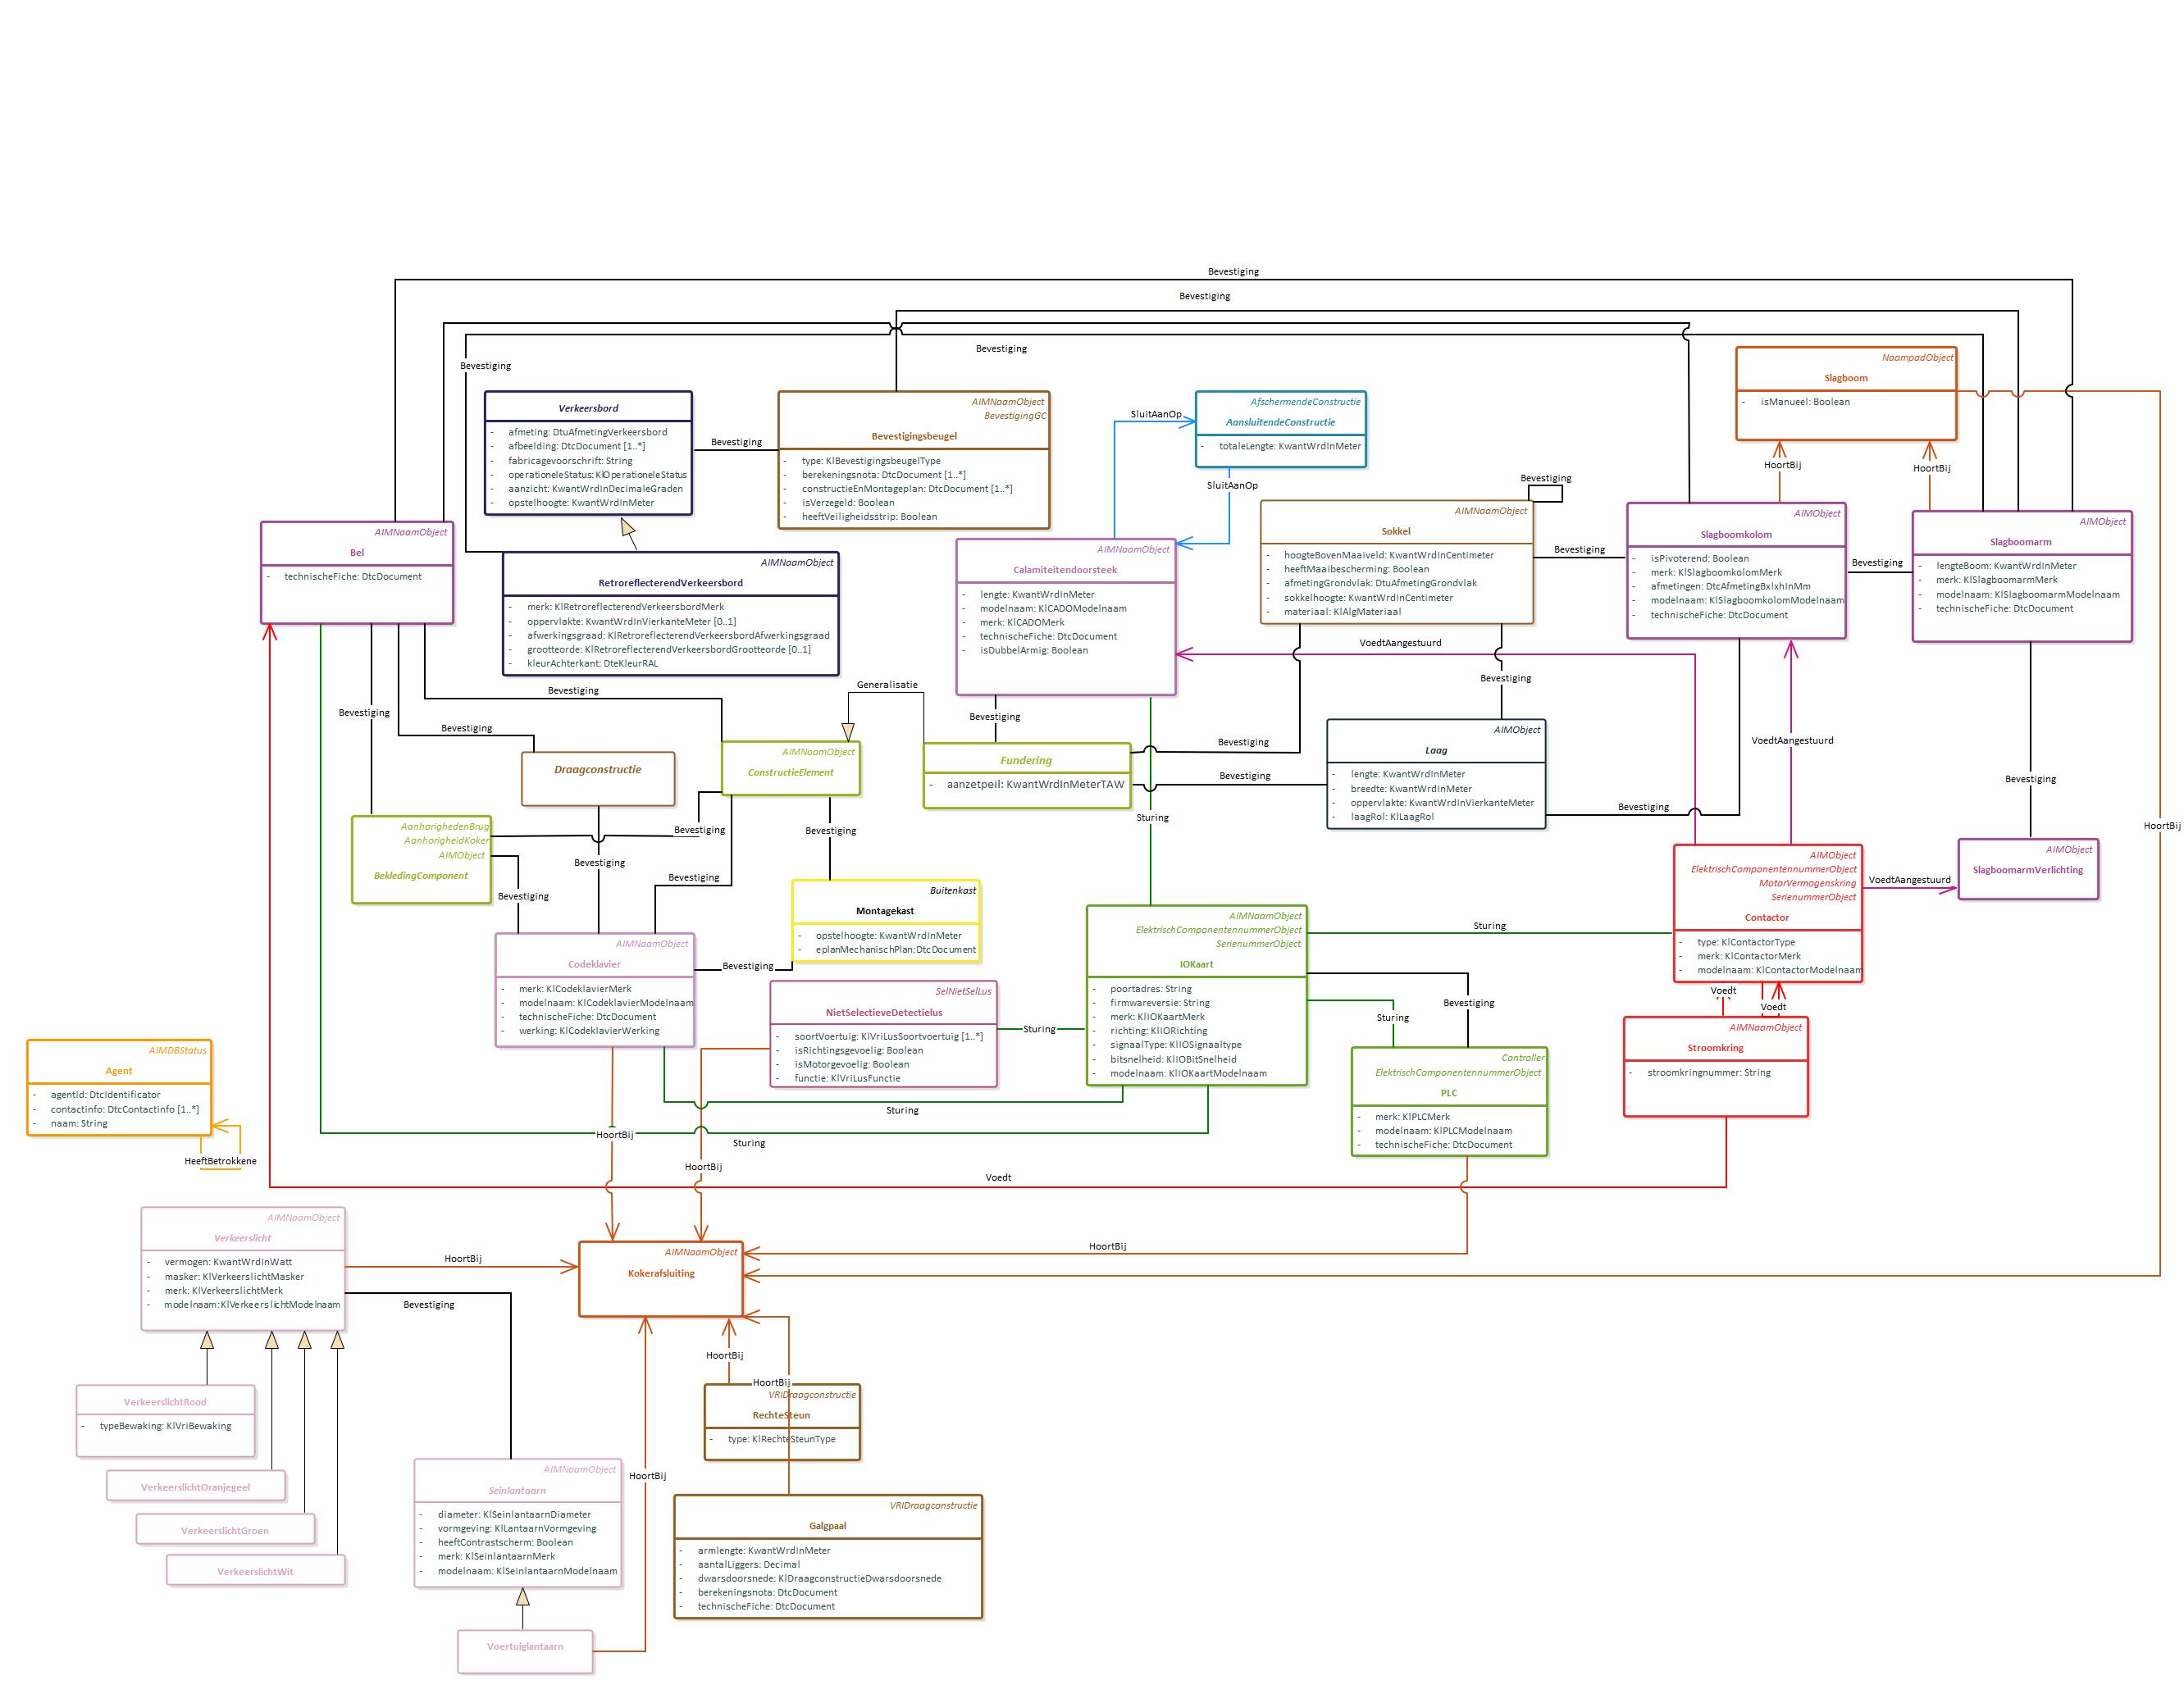 Bevestiging
Bevestiging
Bevestiging
Bevestiging
NaampadObject
Slagboom
- isManueel: Boolean
Verkeersbord
- afmeting: DtuAfmetingVerkeersbord
- afbeelding: DtcDocument [1..*]
- fabricagevoorschrift: String
- operationeleStatus: KlOperationeleStatus
- aanzicht: KwantWrdInDecimaleGraden
- opstelhoogte: KwantWrdInMeter
Bevestiging
AIMNaamObject
BevestigingGC
Bevestigingsbeugel
- type: KlBevestigingsbeugelType
- berekeningsnota: DtcDocument [1..*]
- constructieEnMontageplan: DtcDocument [1..*]
- isVerzegeld: Boolean
- heeftVeiligheidsstrip: Boolean
SluitAanOp
AfschermendeConstructie
AansluitendeConstructie
- totaleLengte: KwantWrdInMeter
SluitAanOp
HoortBij
HoortBij
Bevestiging
AIMNaamObject
Bel
- technischeFiche: DtcDocument
AIMNaamObject
RetroreflecterendVerkeersbord
- merk: KlRetroreflecterendVerkeersbordMerk
- oppervlakte: KwantWrdInVierkanteMeter [0..1]
- afwerkingsgraad: KlRetroreflecterendVerkeersbordAfwerkingsgraad
- grootteorde: KlRetroreflecterendVerkeersbordGrootteorde [0..1]
- kleurAchterkant: DteKleurRAL
AIMNaamObject
Calamiteitendoorsteek
- lengte: KwantWrdInMeter
- modelnaam: KlCADOModelnaam
- merk: KlCADOMerk
- technischeFiche: DtcDocument
- isDubbelArmig: Boolean
AIMNaamObject
Sokkel
- hoogteBovenMaaiveld: KwantWrdInCentimeter
- heeftMaaibescherming: Boolean
- afmetingGrondvlak: DtuAfmetingGrondvlak
- sokkelhoogte: KwantWrdInCentimeter
- materiaal: KlAlgMateriaal
Bevestiging
AIMObject
Slagboomkolom
- isPivoterend: Boolean
- merk: KlSlagboomkolomMerk
- afmetingen: DtcAfmetingBxlxhInMm
- modelnaam: KlSlagboomkolomModelnaam
- technischeFiche: DtcDocument
Bevestiging
AIMObject
Slagboomarm
- lengteBoom: KwantWrdInMeter
- merk: KlSlagboomarmMerk
- modelnaam: KlSlagboomarmModelnaam
- technischeFiche: DtcDocument
VoedtAangestuurd
Bevestiging
Generalisatie
Bevestiging
Bevestiging
Bevestiging
Bevestiging
Bevestiging
VoedtAangestuurd
Draagconstructie
AIMNaamObject
ConstructieElement
Fundering
- aanzetpeil: KwantWrdInMeterTAW
Bevestiging
Bevestiging
AIMObject
Laag
- lengte: KwantWrdInMeter
- breedte: KwantWrdInMeter
- oppervlakte: KwantWrdInVierkanteMeter
- laagRol: KlLaagRol
Bevestiging
Bevestiging
HoortBij
AanhorighedenBrug
AanhorigheidKoker
AIMObject
BekledingComponent
Bevestiging
Bevestiging
Bevestiging
Sturing
Bevestiging
Bevestiging
AIMObject
ElektrischComponentennummerObject
MotorVermogenskring
SerienummerObject
Contactor
- type: KlContactorType
- merk: KlContactorMerk
- modelnaam: KlContactorModelnaam
VoedtAangestuurd
AIMObject
SlagboomarmVerlichting
Buitenkast
Montagekast
- opstelhoogte: KwantWrdInMeter
- eplanMechanischPlan: DtcDocument
AIMNaamObject
Codeklavier
- merk: KlCodeklavierMerk
- modelnaam: KlCodeklavierModelnaam
- technischeFiche: DtcDocument
- werking: KlCodeklavierWerking
Bevestiging
AIMNaamObject
ElektrischComponentennummerObject
SerienummerObject
IOKaart
- poortadres: String
- firmwareversie: String
- merk: KlIOKaartMerk
- richting: KlIORichting
- signaalType: KlIOSignaaltype
- bitsnelheid: KlIOBitSnelheid
- modelnaam: KlIOKaartModelnaam
Sturing
Bevestiging
Sturing
SelNietSelLus
NietSelectieveDetectielus
- soortVoertuig: KlVriLusSoortvoertuig [1..*]
- isRichtingsgevoelig: Boolean
- isMotorgevoelig: Boolean
- functie: KlVriLusFunctie
Sturing
Voedt
Voedt
AIMNaamObject
Stroomkring
- stroomkringnummer: String
Controller
ElektrischComponentennummerObject
PLC
- merk: KlPLCMerk
- modelnaam: KlPLCModelnaam
- technischeFiche: DtcDocument
AIMDBStatus
Agent
- agentId: DtcIdentificator
- contactinfo: DtcContactinfo [1..*]
- naam: String
HeeftBetrokkene
Sturing
HoortBij
Sturing
HoortBij
Voedt
AIMNaamObject
Verkeerslicht
- vermogen: KwantWrdInWatt
- masker: KlVerkeerslichtMasker
- merk: KlVerkeerslichtMerk
- modelnaam:KlVerkeerslichtModelnaam
HoortBij
AIMNaamObject
Kokerafsluiting
HoortBij
Bevestiging
HoortBij
HoortBij
VRIDraagconstructie
RechteSteun
- type: KlRechteSteunType
VerkeerslichtRood
- typeBewaking: KlVriBewaking
VerkeerslichtOranjegeel
VerkeerslichtGroen
VerkeerslichtWit
AIMNaamObject
Seinlantaarn
- diameter: KlSeinlantaarnDiameter
- vormgeving: KlLantaarnVormgeving
- heeftContrastscherm: Boolean
- merk: KlSeinlantaarnMerk
- modelnaam: KlSeinlantaarnModelnaam
HoortBij
VRIDraagconstructie
Galgpaal
- armlengte: KwantWrdInMeter
- aantalLiggers: Decimal
- dwarsdoorsnede: KlDraagconstructieDwarsdoorsnede
- berekeningsnota: DtcDocument
- technischeFiche: DtcDocument
Voertuiglantaarn